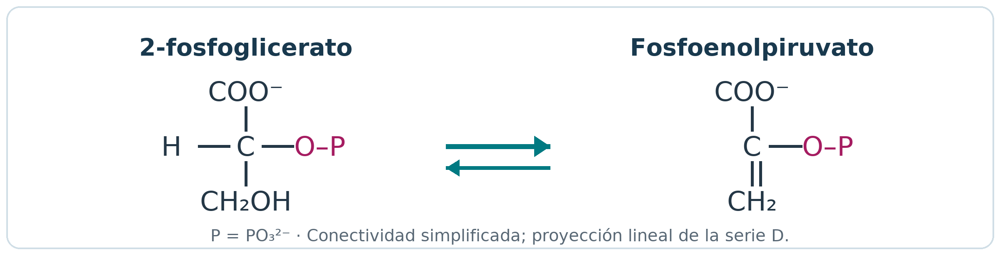 2-fosfoglicerato
Fosfoenolpiruvato
COO⁻
COO⁻
H C O–P
C O–P
CH₂OH
CH₂
P = PO₃²⁻ · Conectividad simplificada; proyección lineal de la serie D.